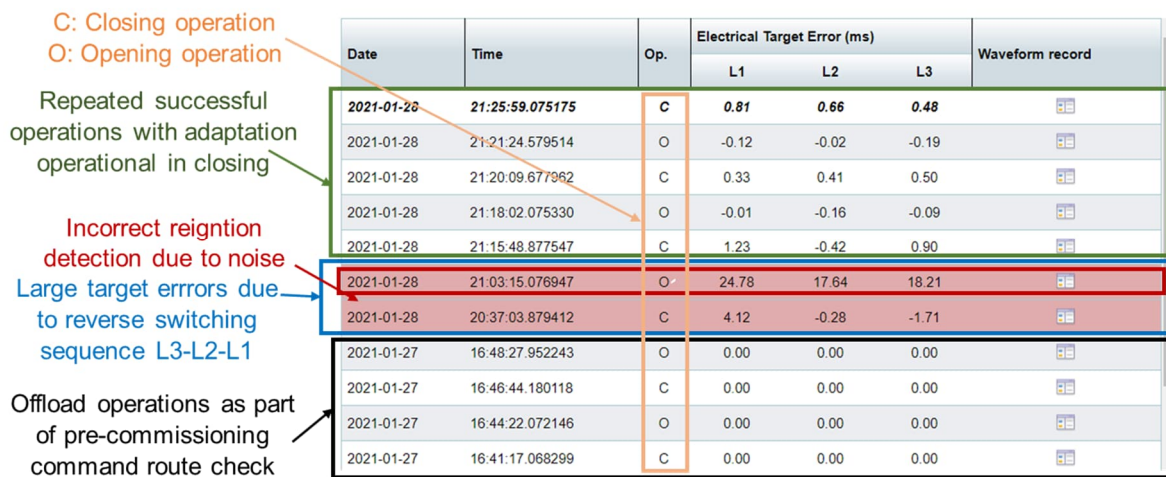 C: Closing operation
O: Opening operation
Repeated successful
operations with adaptation
operational in closing
Incorrect reigntion
detection due to noise
Large target errrors due
to reverse switching
sequence L3-L2-L1
Offload operations as part
of pre-commissioning
command route check
Date Time Op. Electrical Target Error (ms) Waveform record
L1 L2 L3
2021-01-28 21:25:59.075175 C 0.81 0.66 0.48
2021-01-28 21:21:24.579514 O -0.12 -0.02 -0.19
2021-01-28 21:20:09.677962 C 0.33 0.41 0.50
2021-01-28 21:18:02.075330 O -0.01 -0.16 -0.09
2021-01-28 21:15:48.877547 C 1.23 -0.42 0.90
2021-01-28 21:03:15.076947 O 24.78 17.64 18.21
2021-01-28 20:37:03.879412 C 4.12 -0.28 -1.71
2021-01-27 16:48:27.952243 O 0.00 0.00 0.00
2021-01-27 16:46:44.180118 C 0.00 0.00 0.00
2021-01-27 16:44:22.072146 O 0.00 0.00 0.00
2021-01-27 16:41:17.068299 C 0.00 0.00 0.00